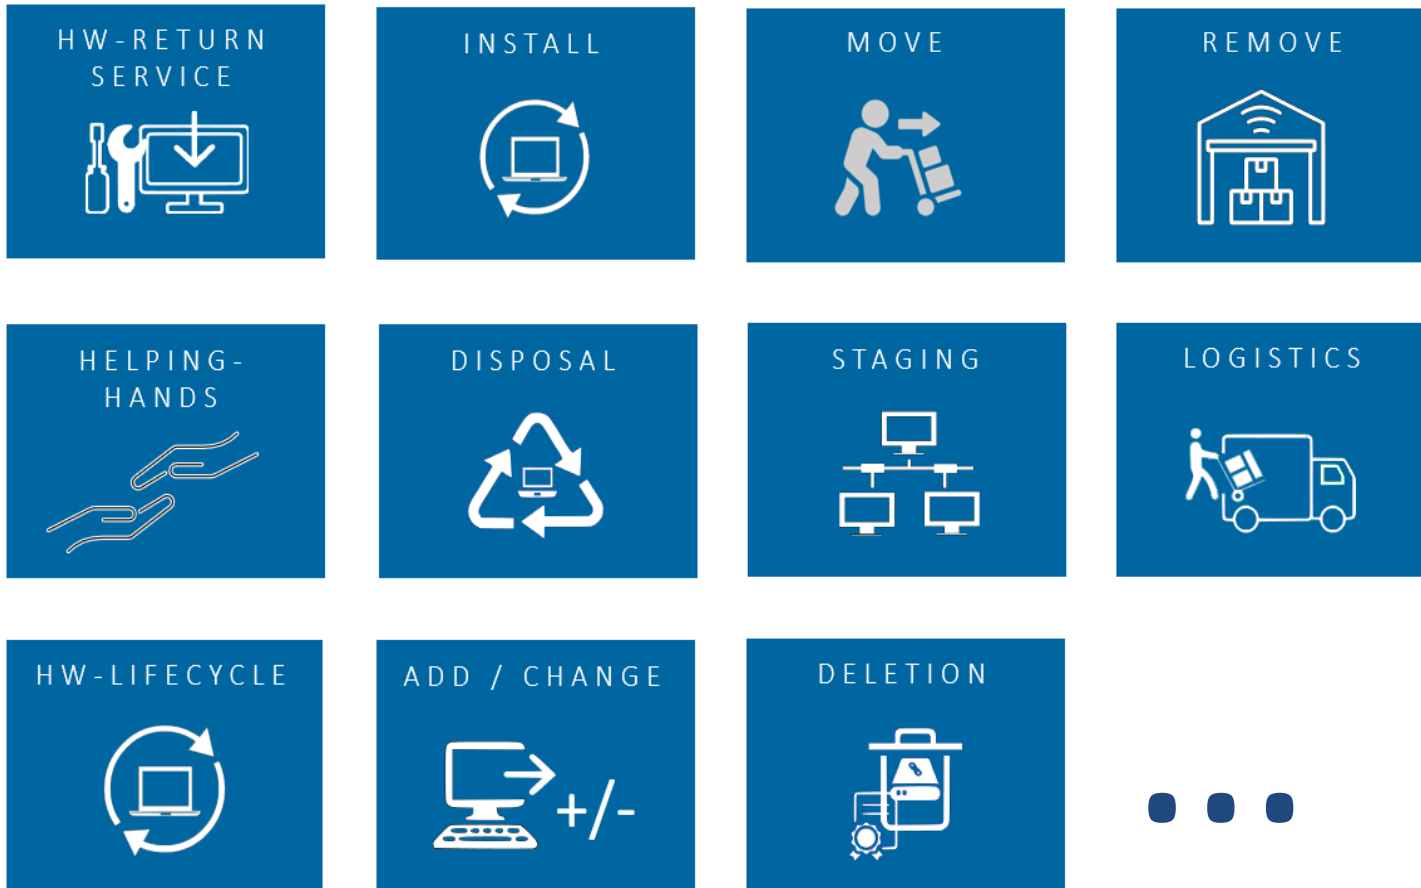 HW-RETURN
SERVICE
INSTALL
MOVE
REMOVE
HELPING-
HANDS
DISPOSAL
STAGING
LOGISTICS
HW-LIFECYCLE
ADD / CHANGE
+/-
DELETION
...